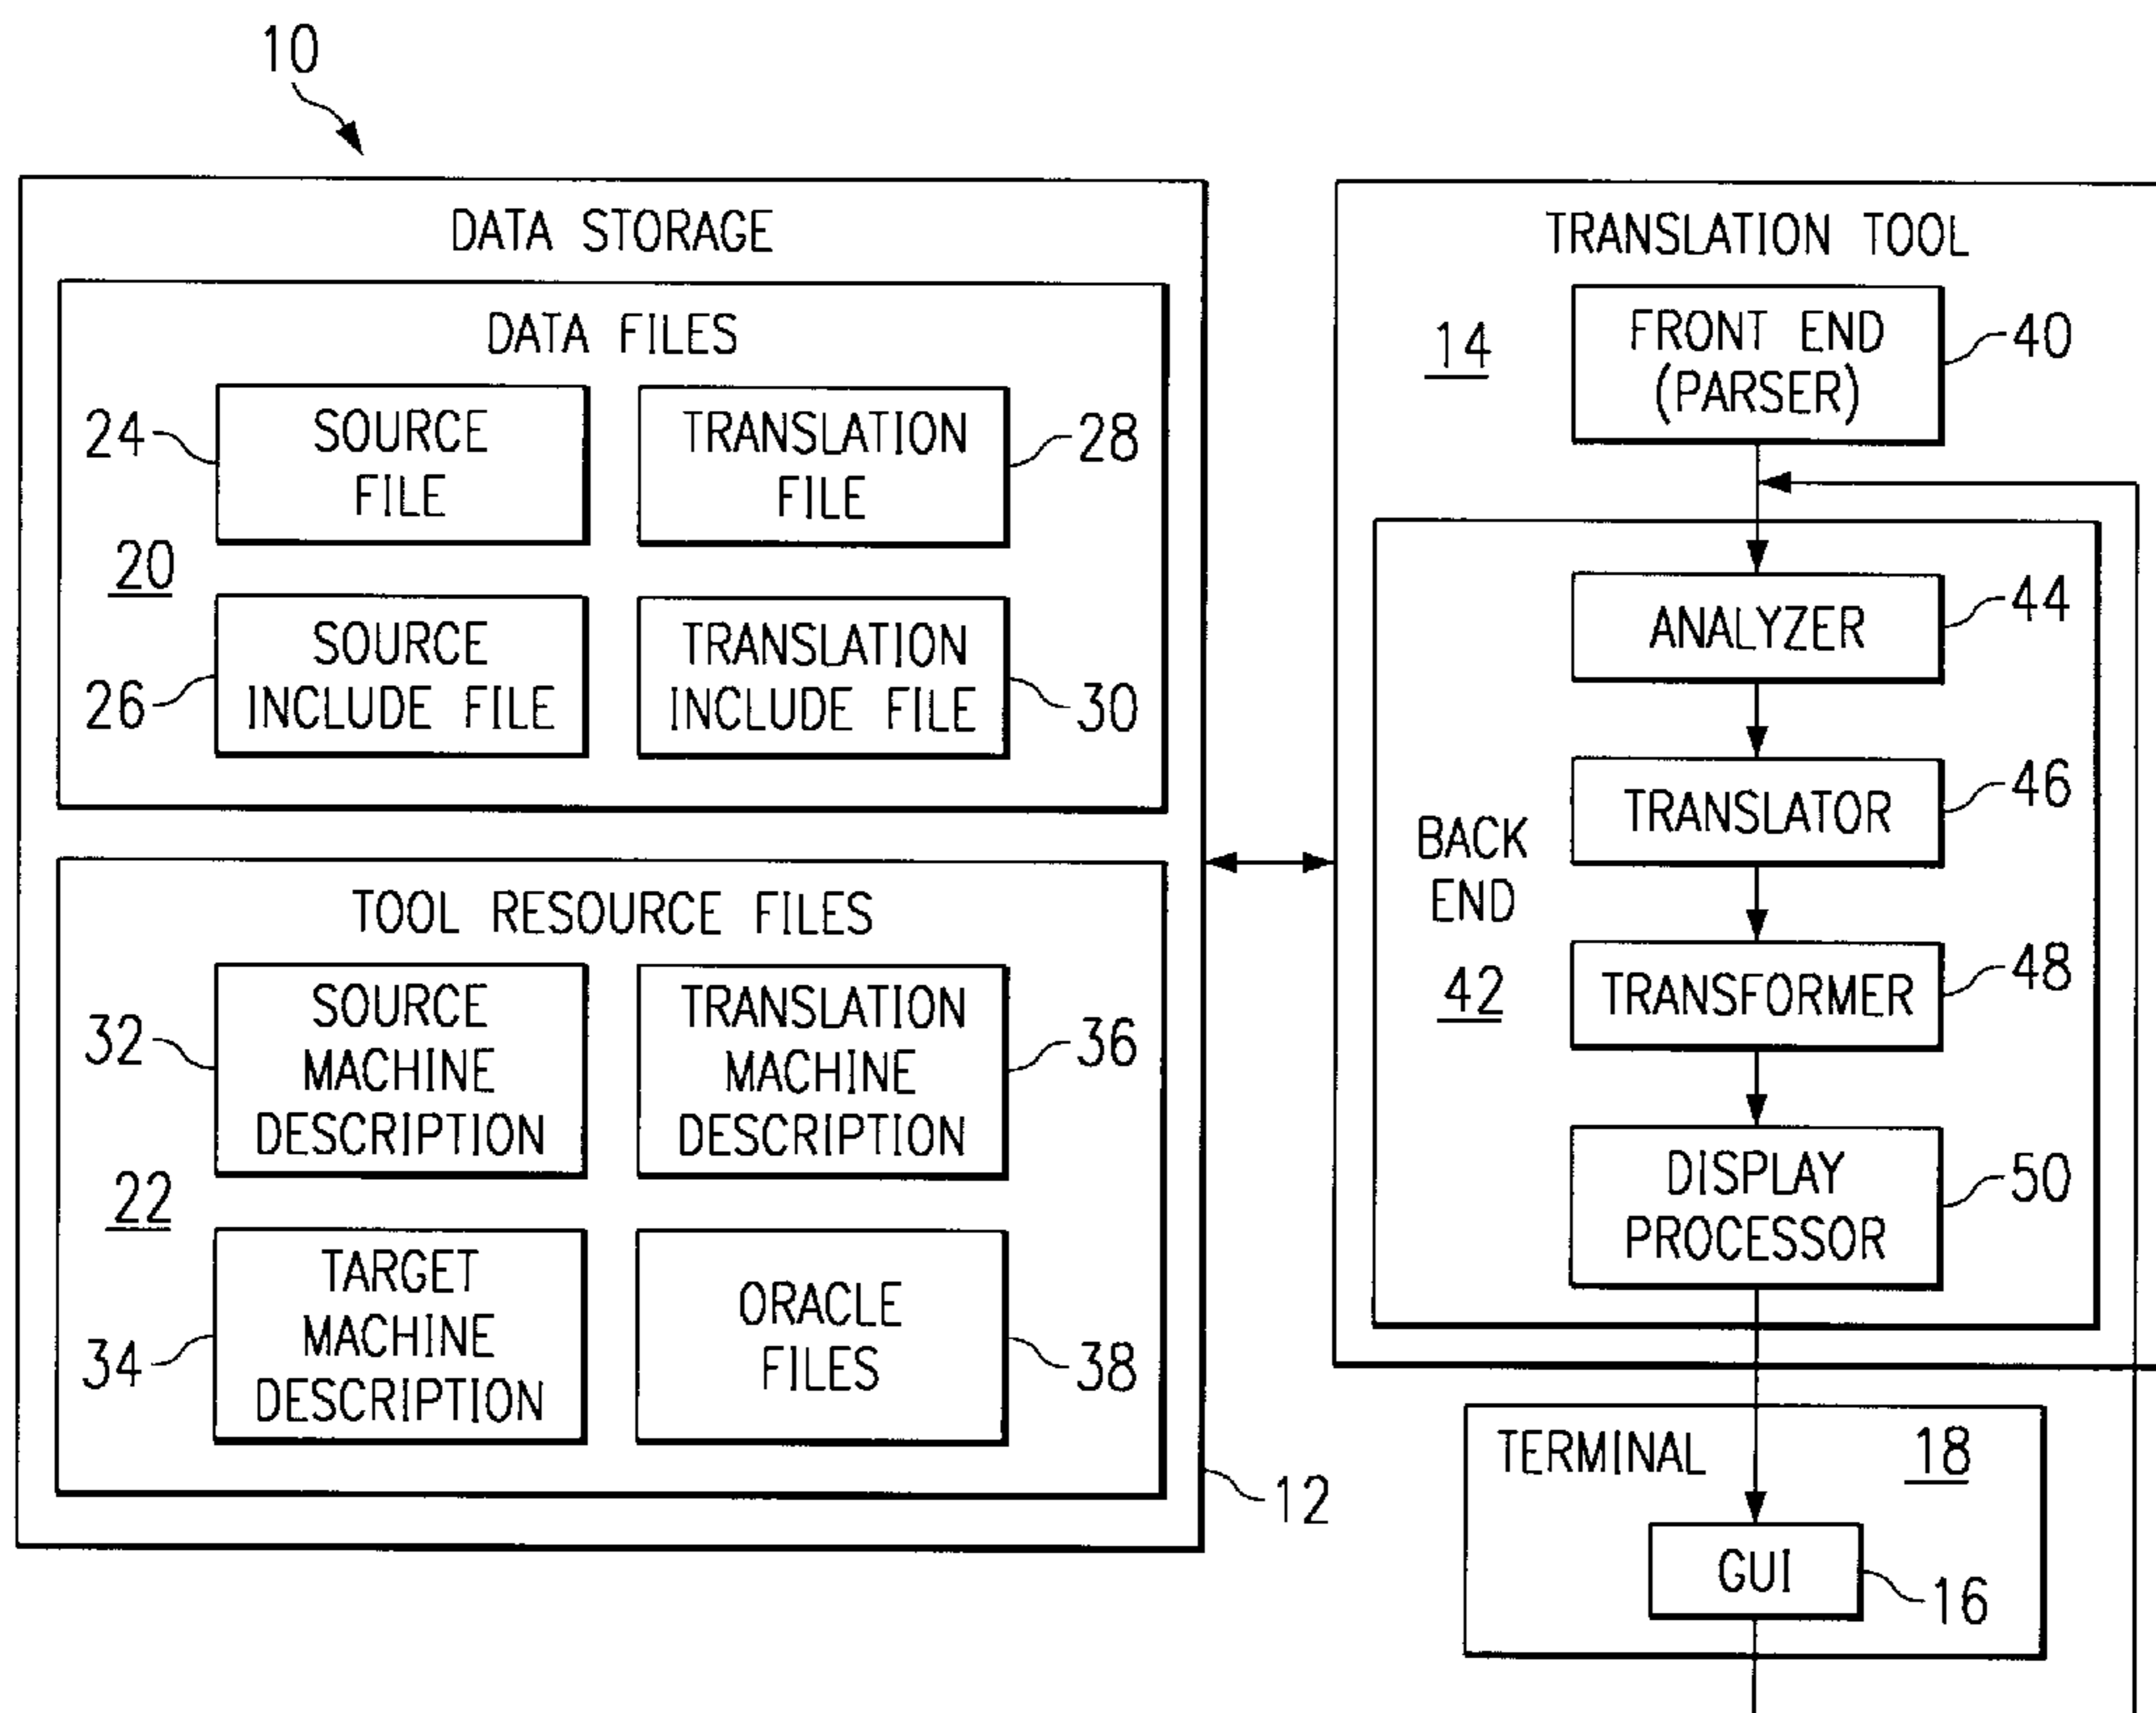 10
DATA STORAGE
DATA FILES
24
SOURCE
FILE
TRANSLATION
FILE
28
20
26
SOURCE
INCLUDE FILE
TRANSLATION
INCLUDE FILE
30
TOOL RESOURCE FILES
32
SOURCE
MACHINE
DESCRIPTION
TRANSLATION
MACHINE
DESCRIPTION
36
22
34
TARGET
MACHINE
DESCRIPTION
ORACLE
FILES
38
12
TRANSLATION TOOL
14
FRONT END
(PARSER)
40
ANALYZER
44
TRANSLATOR
46
BACK
END
42
TRANSFORMER
48
DISPLAY
PROCESSOR
50
TERMINAL
18
GUI
16